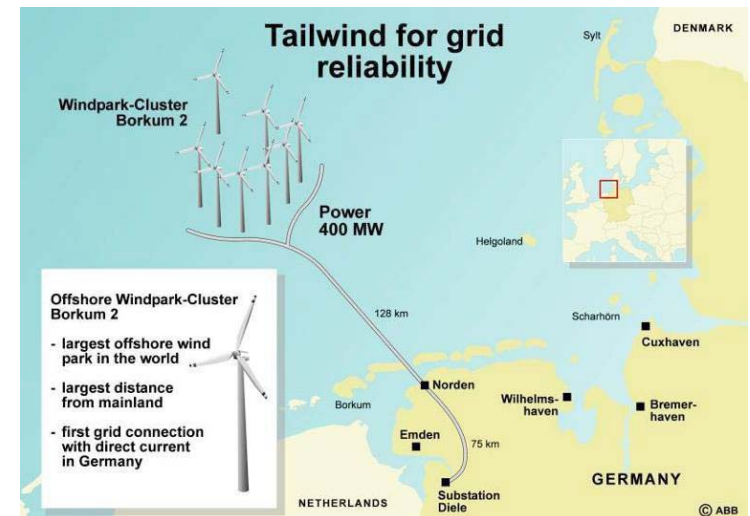 Tailwind for grid
reliability
Sylt
DENMARK
Windpark-Cluster
Borkum 2
Power
400 MW
Helgoland
Offshore Windpark-Cluster
Borkum 2
- largest offshore wind
park in the world
- largest distance
from mainland
- first grid connection
with direct current
in Germany
128 km
Scharhörn
Cuxhaven
Norden
Borkum
Wilhelms-
haven
Bremer-
haven
Emden
75 km
Substation
Diele
GERMANY
NETHERLANDS
© ABB